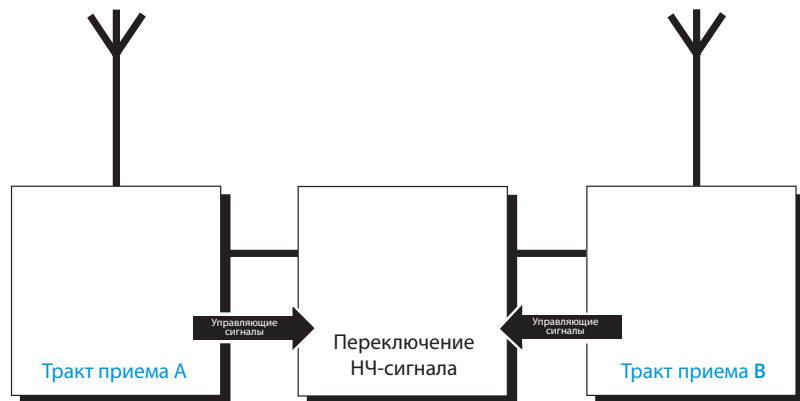 Управляющие
сигналы
Управляющие
сигналы
Переключение
НЧ-сигнала
Тракт приема А
Тракт приема В